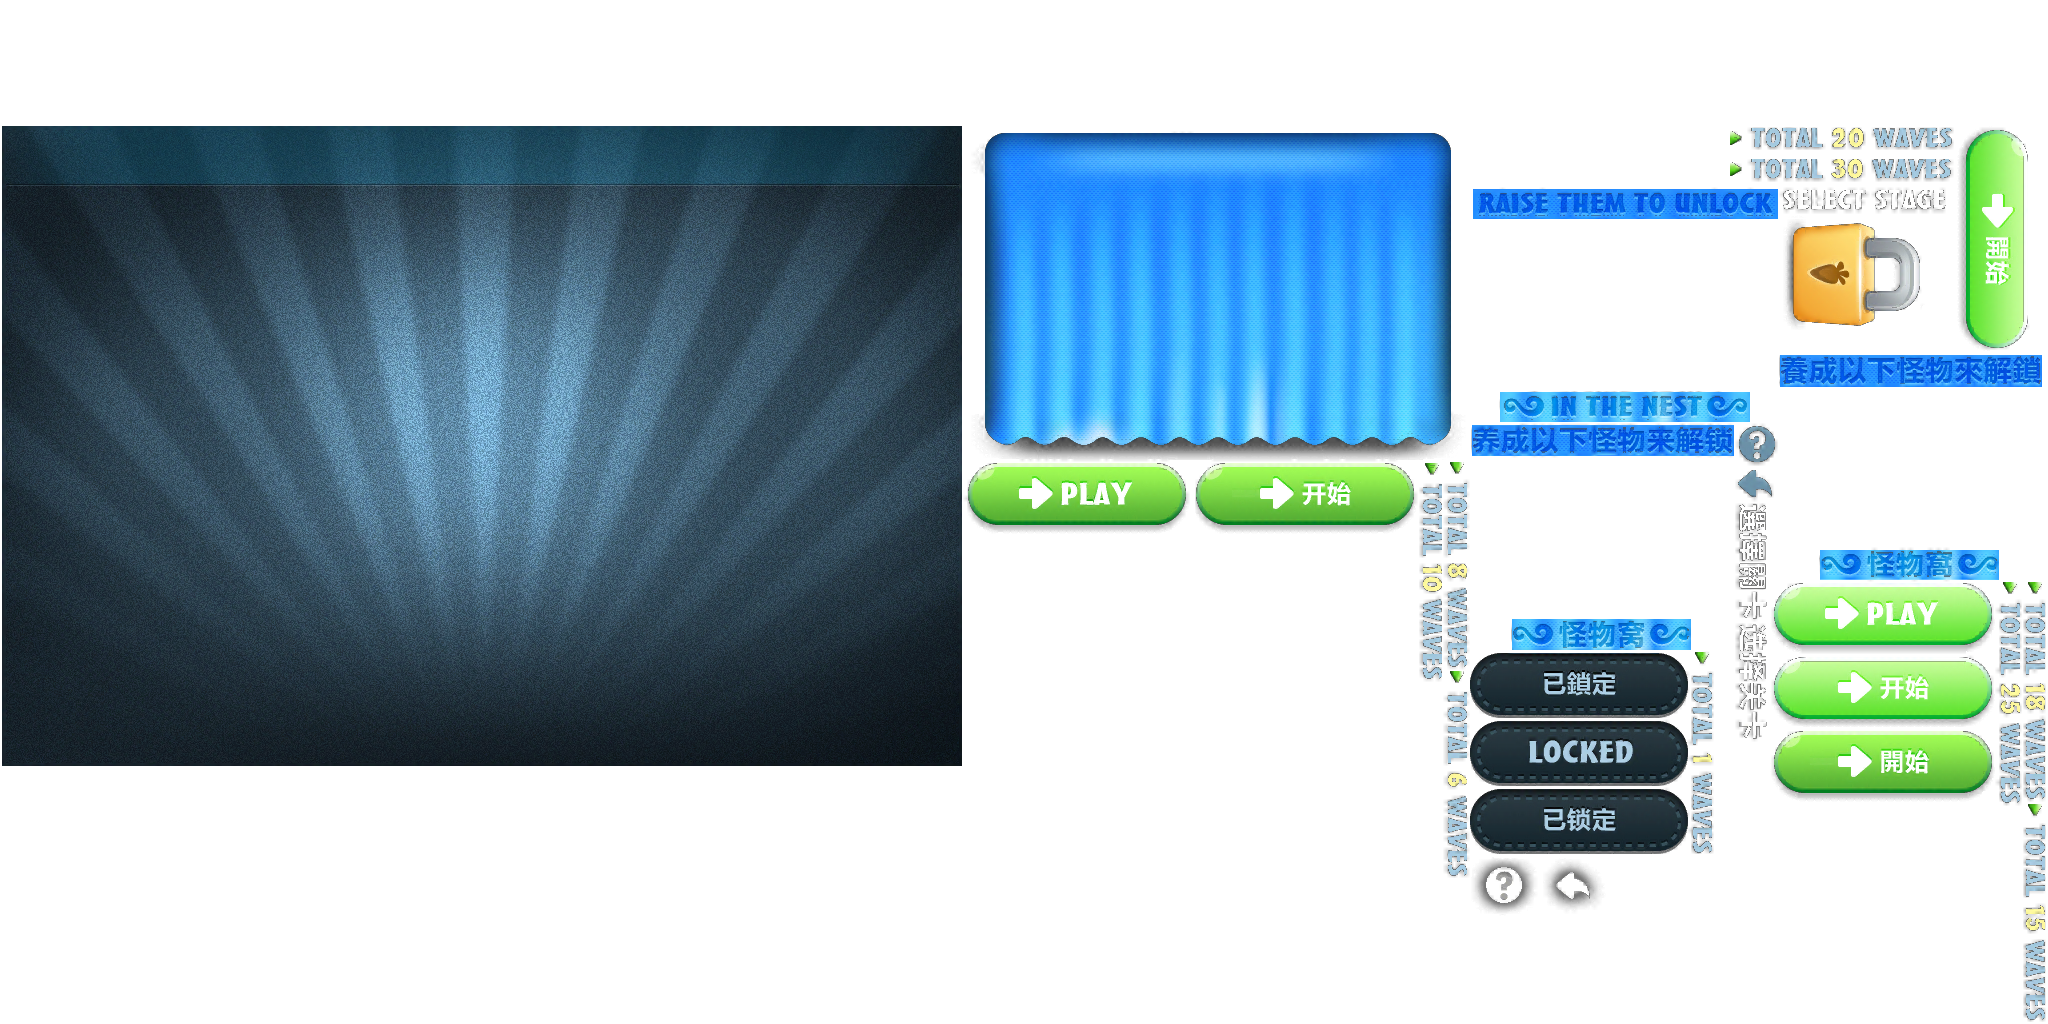 TOTAL 20 WAVES
TOTAL 30 WAVES
RAISE THEM TO UNLOCK
SELECT STAGE
開始
養成以下怪物來解鎖
IN THE NEST
养成以下怪物来解锁
?
PLAY
开始
TOTAL 8 WAVES
TOTAL 10 WAVES
TOTAL 6 WAVES
選擇關卡
选择关卡
怪物窩
PLAY
开始
開始
怪物窝
已鎖定
LOCKED
已锁定
TOTAL 1 WAVES
TOTAL 18 WAVES
TOTAL 25 WAVES
TOTAL 15 WAVES
?